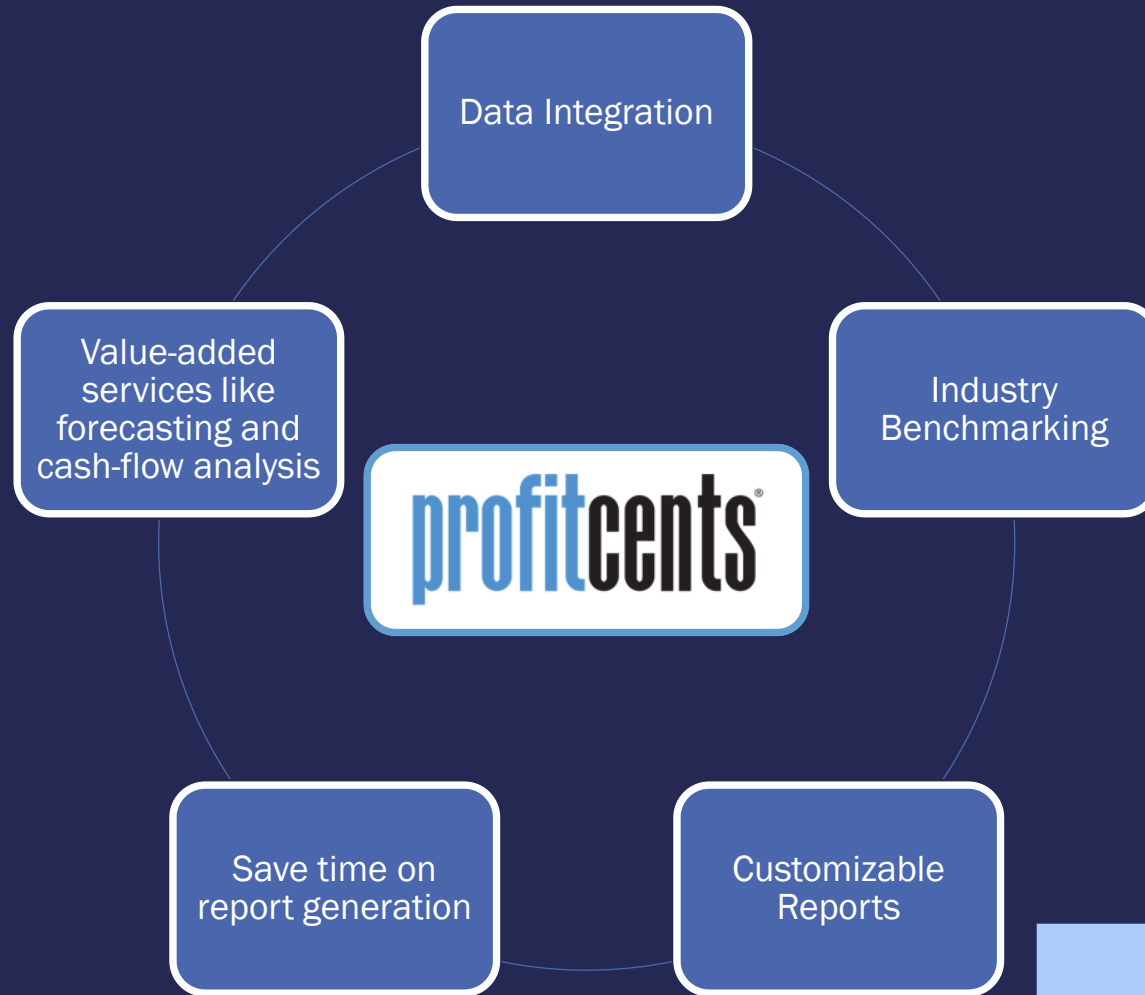 Data Integration
Value-added
services like
forecasting and
cash-flow analysis
Industry
Benchmarking
profitcents®
Save time on
report generation
Customizable
Reports